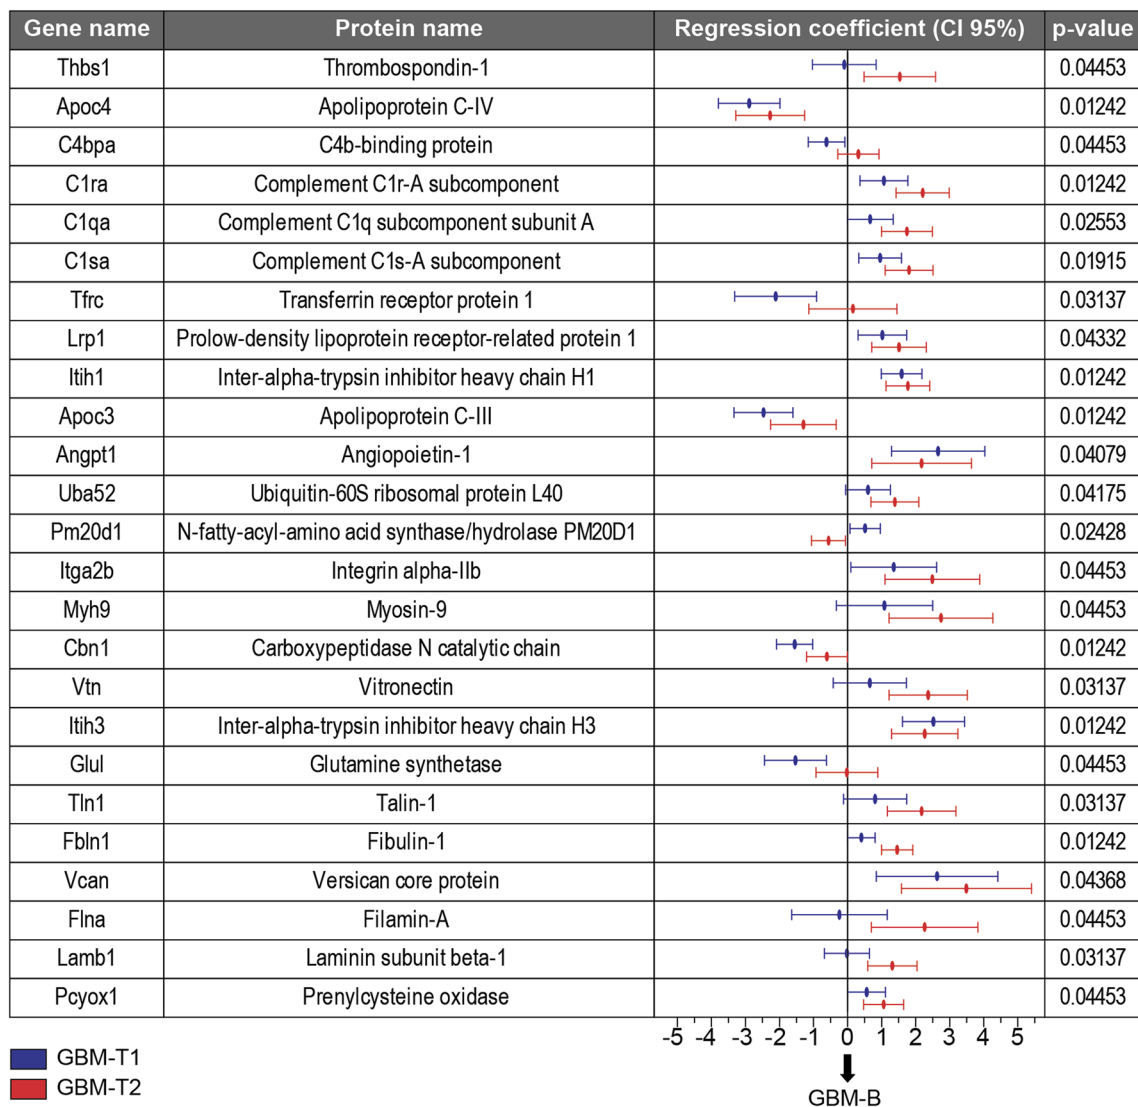 Gene name Protein name Regression coefficient (CI 95%) p-value
Thbs1 Thrombospondin-1 0.04453
Apoc4 Apolipoprotein C-IV 0.01242
C4bpa C4b-binding protein 0.04453
C1ra Complement C1r-A subcomponent 0.01242
C1qa Complement C1q subcomponent subunit A 0.02553
C1sa Complement C1s-A subcomponent 0.01915
Tfrc Transferrin receptor protein 1 0.03137
Lrp1 Prolow-density lipoprotein receptor-related protein 1 0.04332
Itih1 Inter-alpha-trypsin inhibitor heavy chain H1 0.01242
Apoc3 Apolipoprotein C-III 0.01242
Angpt1 Angiopoietin-1 0.04079
Uba52 Ubiquitin-60S ribosomal protein L40 0.04175
Pm20d1 N-fatty-acyl-amino acid synthase/hydrolase PM20D1 0.02428
Itga2b Integrin alpha-IIb 0.04453
Myh9 Myosin-9 0.04453
Cbn1 Carboxypeptidase N catalytic chain 0.01242
Vtn Vitronectin 0.03137
Itih3 Inter-alpha-trypsin inhibitor heavy chain H3 0.01242
Glul Glutamine synthetase 0.04453
Tln1 Talin-1 0.03137
Fbln1 Fibulin-1 0.01242
Vcan Versican core protein 0.04368
Flna Filamin-A 0.04453
Lamb1 Laminin subunit beta-1 0.03137
Pcyox1 Prenylcysteine oxidase 0.04453
-5 -4 -3 -2 -1 0 1 2 3 4 5
GBM-T1
GBM-T2
GBM-B